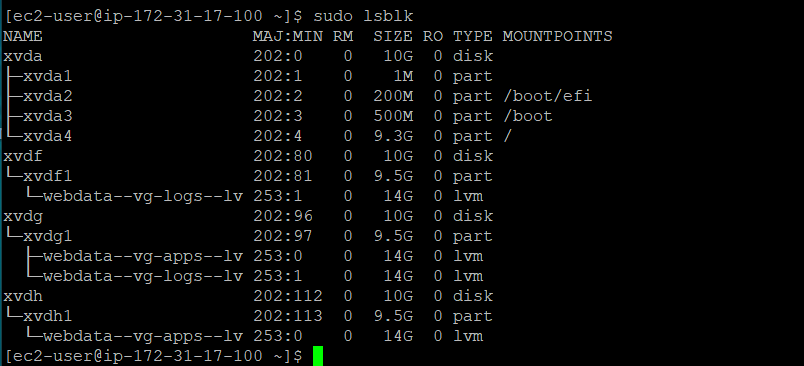 [ec2-user@ip-172-31-17-100 ~]$ sudo lsblk
NAME                      MAJ:MIN RM  SIZE RO TYPE MOUNTPOINTS
xvda                      202:0    0   10G  0 disk
├─xvda1                   202:1    0    1M  0 part
├─xvda2                   202:2    0  200M  0 part /boot/efi
├─xvda3                   202:3    0  500M  0 part /boot
└─xvda4                   202:4    0  9.3G  0 part /
xvdf                      202:80   0   10G  0 disk
└─xvdf1                   202:81   0  9.5G  0 part
  └─webdata--vg-logs--lv 253:1    0   14G  0 lvm
xvdg                      202:96   0   10G  0 disk
└─xvdg1                   202:97   0  9.5G  0 part
  ├─webdata--vg-apps--lv 253:0    0   14G  0 lvm
  └─webdata--vg-logs--lv 253:1    0   14G  0 lvm
xvdh                      202:112  0   10G  0 disk
└─xvdh1                   202:113  0  9.5G  0 part
  └─webdata--vg-apps--lv 253:0    0   14G  0 lvm
[ec2-user@ip-172-31-17-100 ~]$